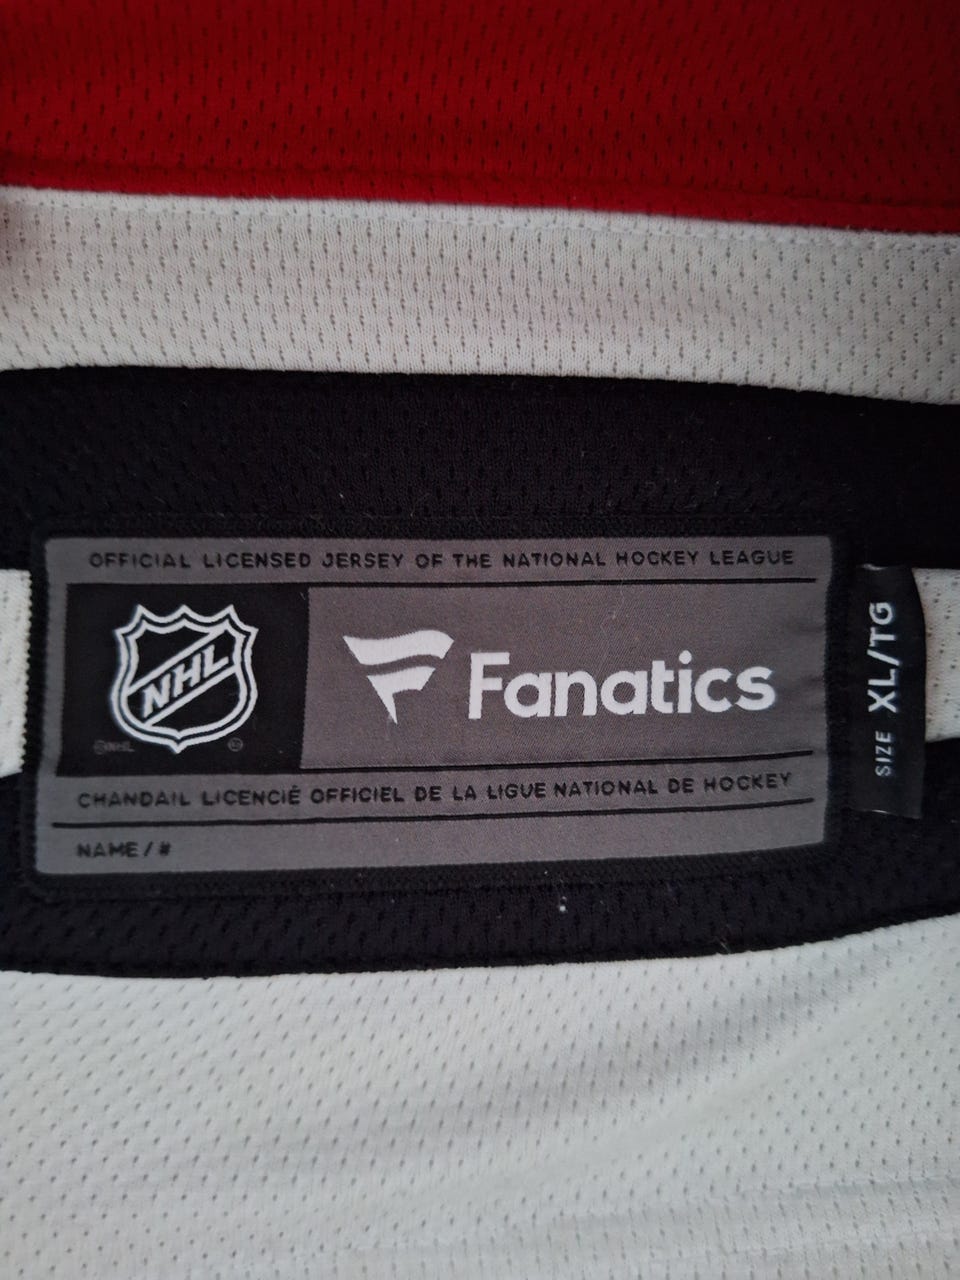 OFFICIAL LICENSED JERSEY OF THE NATIONAL HOCKEY LEAGUE
NHL
©NHL
Fanatics
CHANDAIL LICENCIÉ OFFICIEL DE LA LIGUE NATIONAL DE HOCKEY
NAME / #
SIZE XL/TG